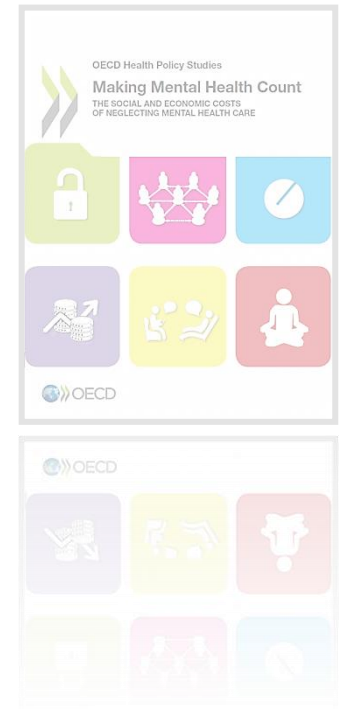 OECD Health Policy Studies
Making Mental Health Count
THE SOCIAL AND ECONOMIC COSTS
OF NEGLECTING MENTAL HEALTH CARE
OECD
OECD